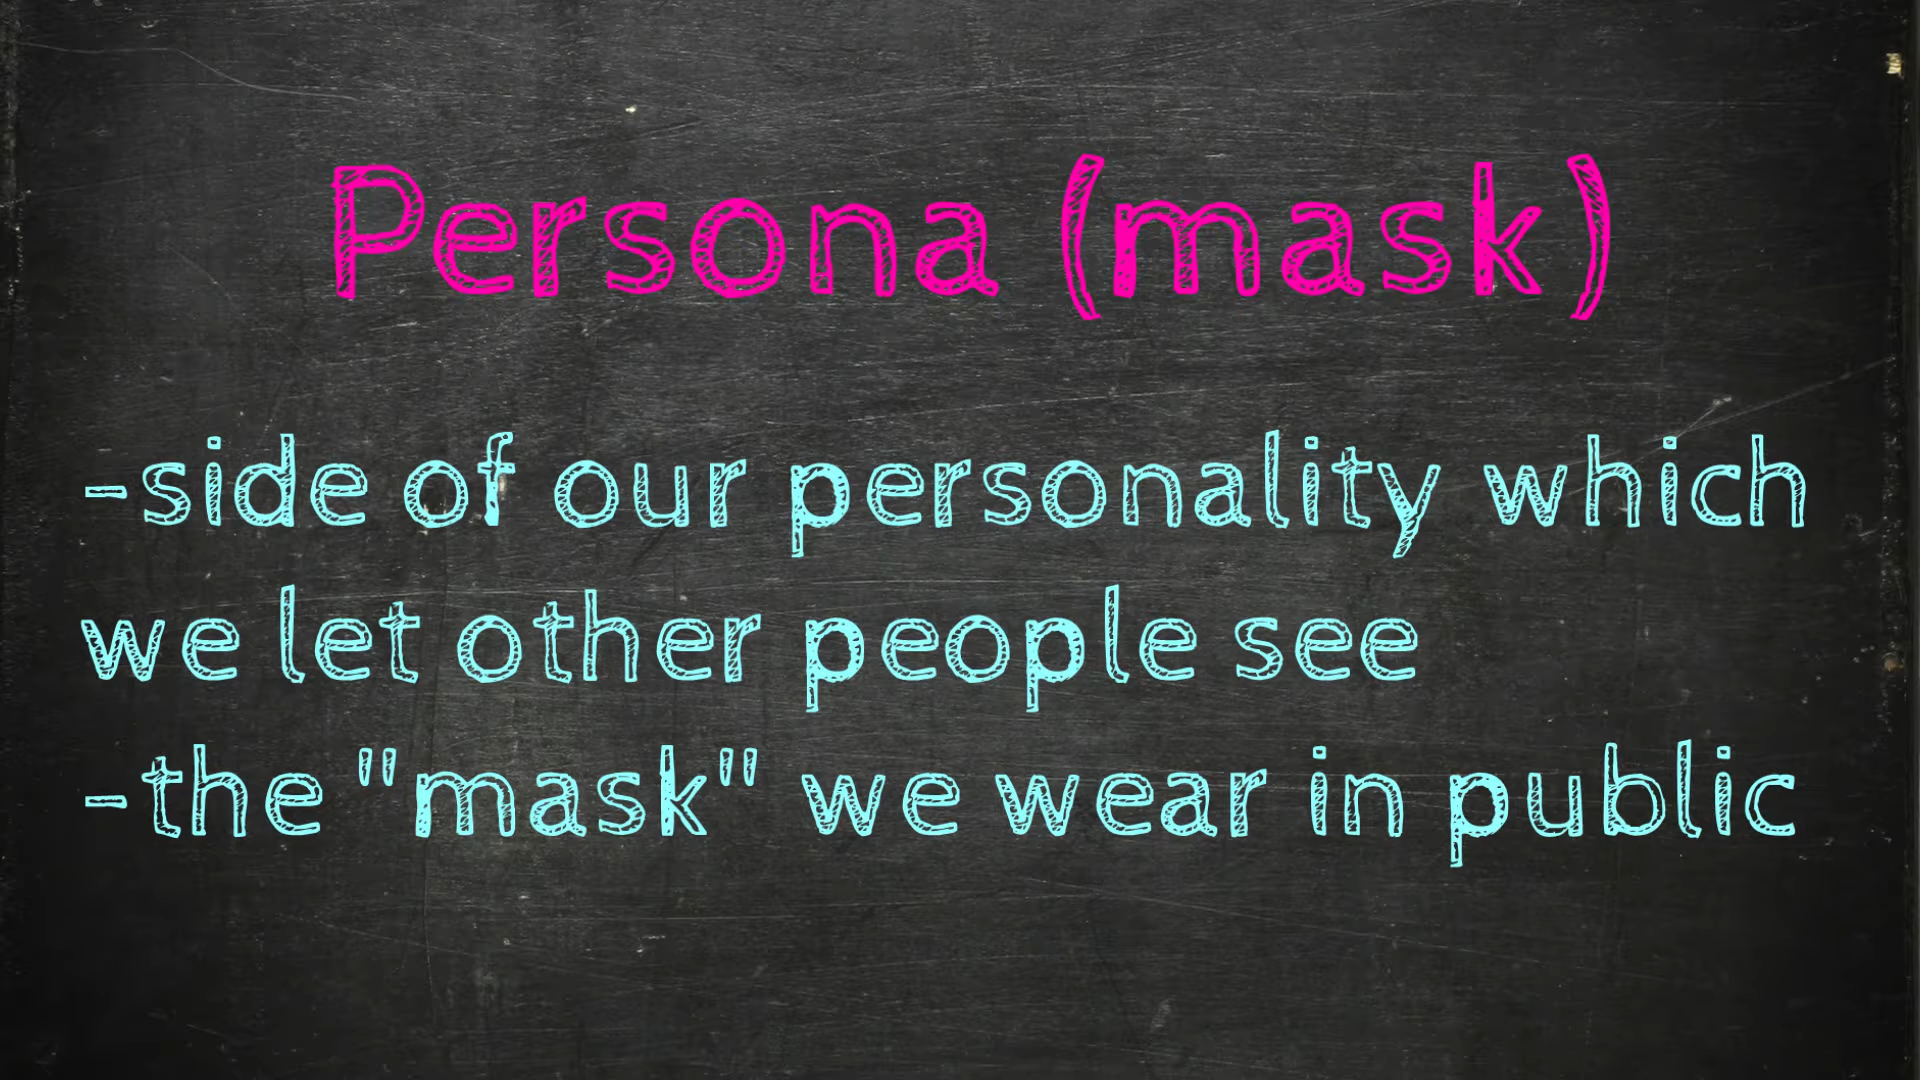 Persona (mask)
-side of our personality which
we let other people see
-the "mask" we wear in public